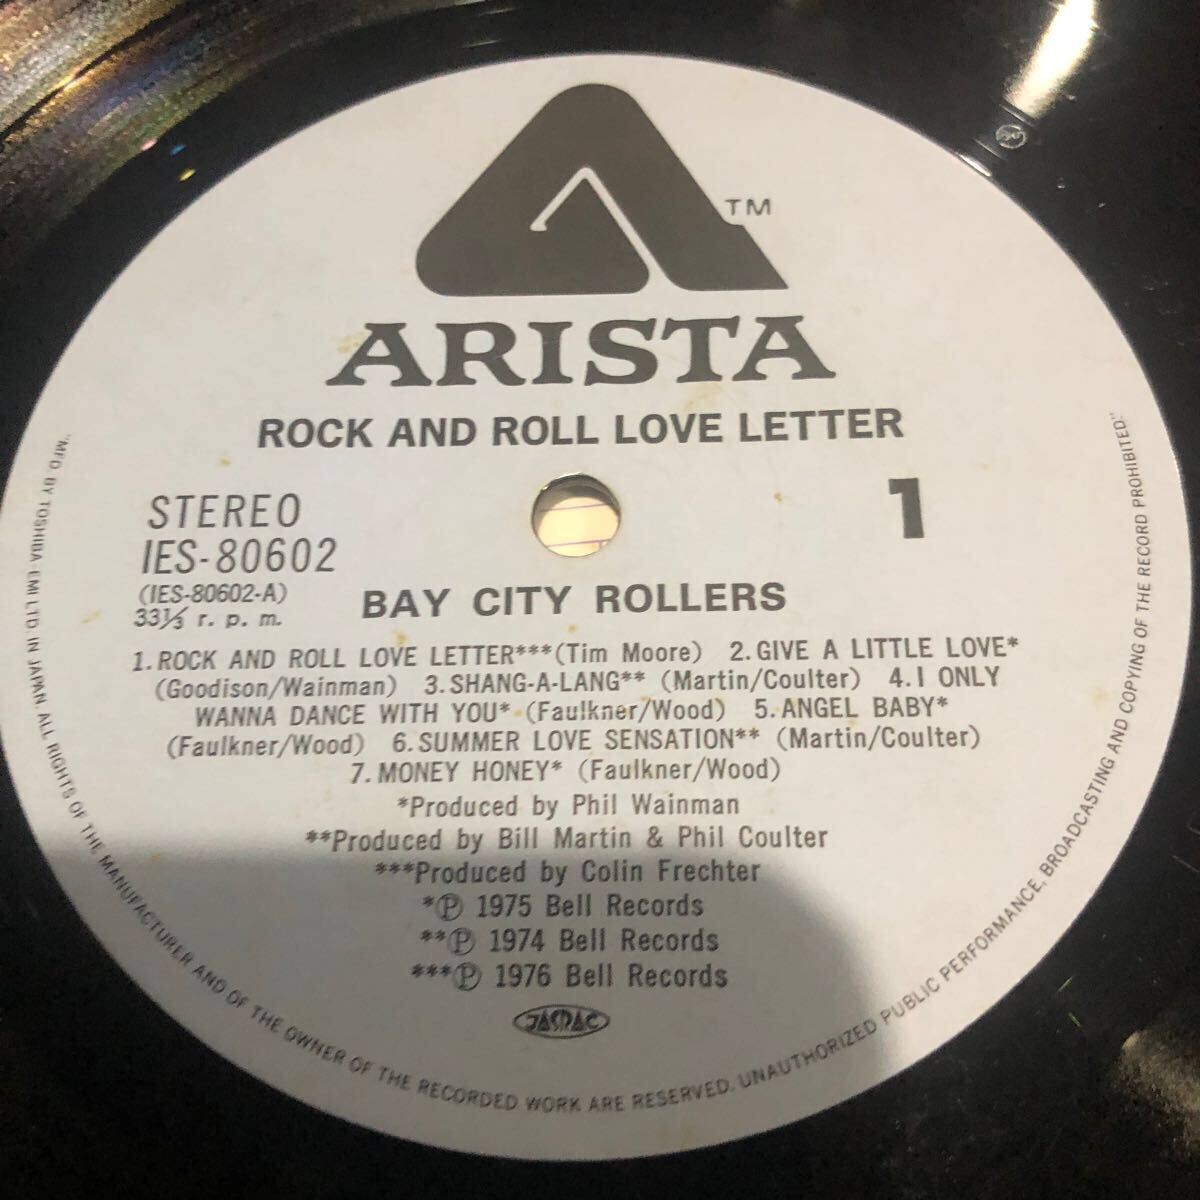 TM
ARISTA
ROCK AND ROLL LOVE LETTER
STEREO
IES-80602
(IES-80602-A)
33⅓ r. p. m.
1
BAY CITY ROLLERS
1. ROCK AND ROLL LOVE LETTER***(Tim Moore) 2. GIVE A LITTLE LOVE*
(Goodison/Wainman) 3. SHANG-A-LANG** (Martin/Coulter) 4. I ONLY
WANNA DANCE WITH YOU* (Faulkner/Wood) 5. ANGEL BABY*
(Faulkner/Wood) 6. SUMMER LOVE SENSATION** (Martin/Coulter)
7. MONEY HONEY* (Faulkner/Wood)
*Produced by Phil Wainman
**Produced by Bill Martin & Phil Coulter
***Produced by Colin Frechter
*Ⓟ 1975 Bell Records
**Ⓟ 1974 Bell Records
***Ⓟ 1976 Bell Records
JASRAC
"MFD. BY TOSHIBA-EMI LTD. IN JAPAN. ALL RIGHTS OF THE MANUFACTURER AND OF THE OWNER OF THE RECORDED WORK ARE RESERVED. UNAUTHORIZED PUBLIC PERFORMANCE, BROADCASTING AND COPYING OF THE RECORD PROHIBITED."